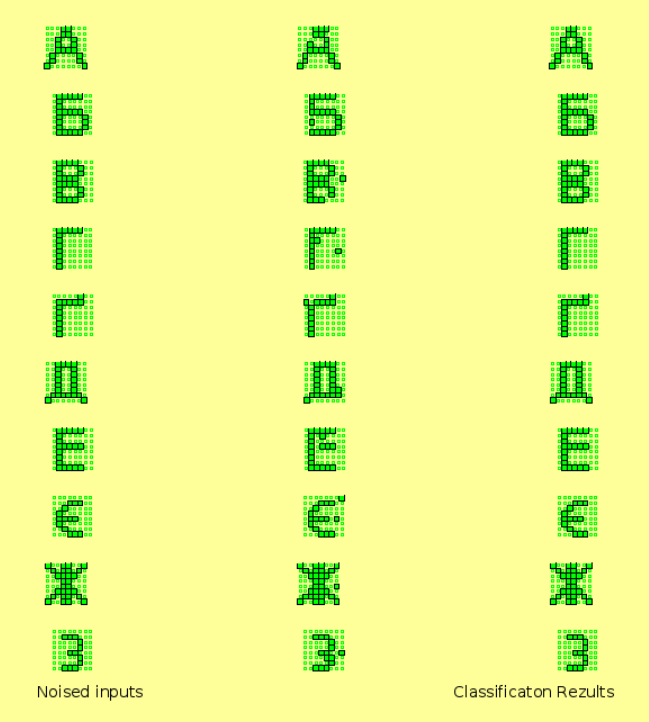 А А А
Б Б Б
В В В
Г Г Г
Ґ Ґ Ґ
Д Д Д
Е Е Е
Є Є Є
Ж Ж Ж
З З З
Noised inputs Classificaton Rezults